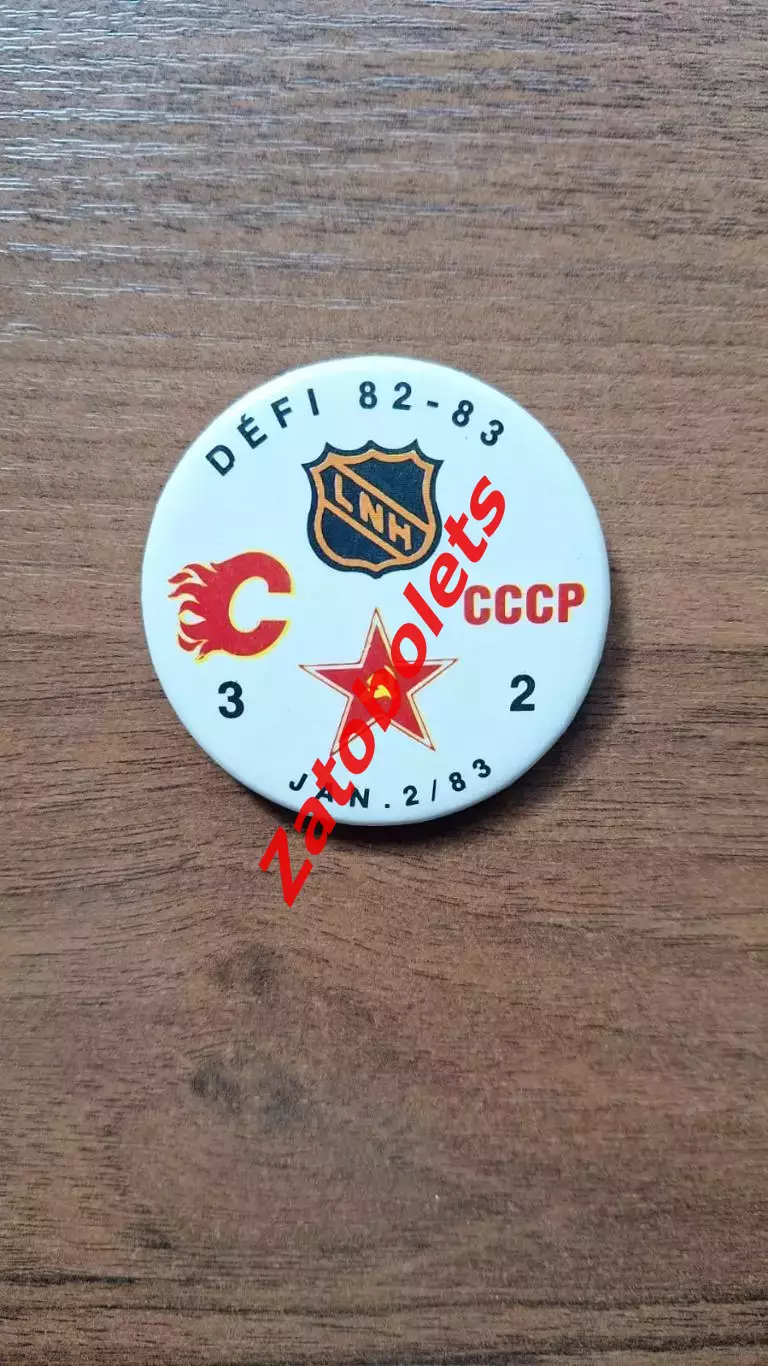 DÉFI 82-83
LNH
C
CCCP
3
2
JAN.2/83
Zatobolets